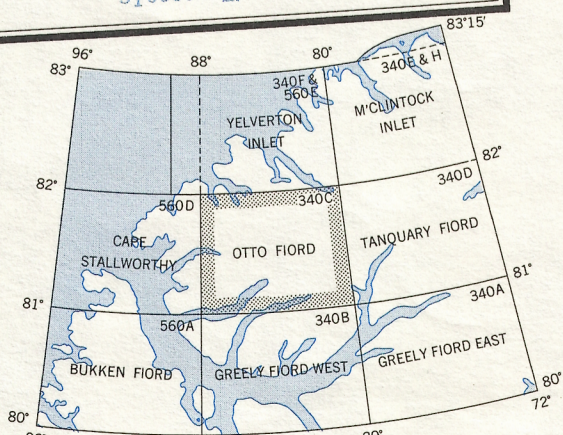 96°
88°
80°
83°15'
83°
340F &
560E
340E & H
YELVERTON
INLET
M'CLINTOCK
INLET
82°
82°
560D
340C
340D
CAPE
STALLWORTHY
OTTO FIORD
TANQUARY FIORD
81°
81°
560A
340B
340A
BUKKEN FIORD
GREELY FIORD WEST
GREELY FIORD EAST
80°
80°
72°